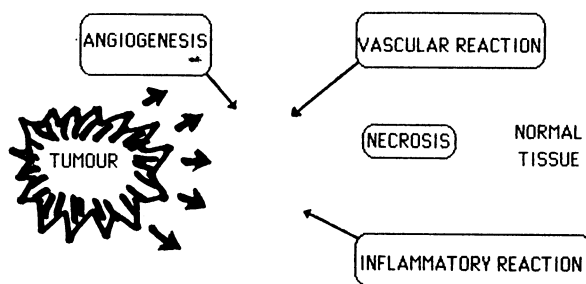 ANGIOGENESIS
VASCULAR REACTION
TUMOUR
NECROSIS
NORMAL
TISSUE
INFLAMMATORY REACTION